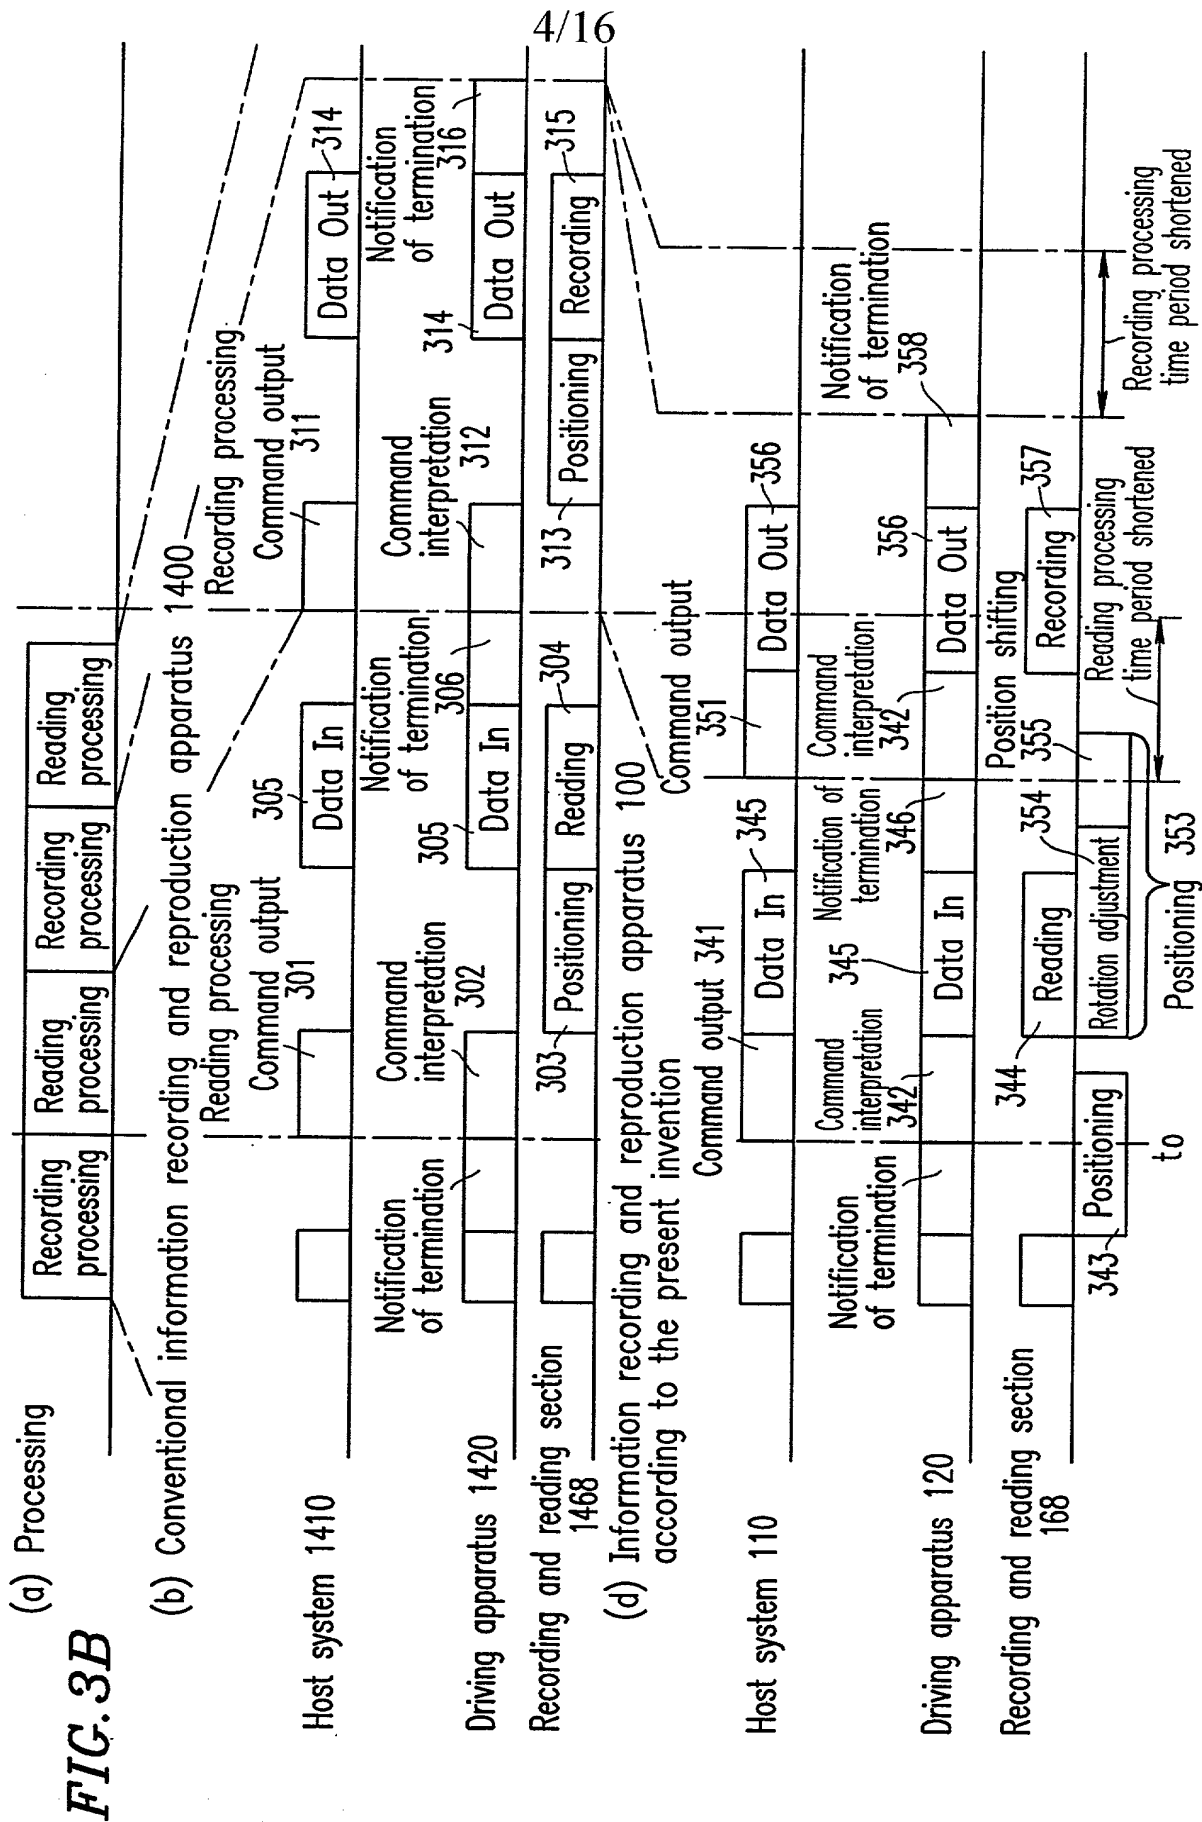 4/16
FIG. 3B
(a) Processing
Recording
processing
Reading
processing
Recording
processing
Reading
processing
(b) Conventional information recording and reproduction apparatus 1400
Reading processing
Recording processing
Command output
301
Command output
311
Host system 1410
305
Data In
Data Out
314
Notification
of termination
Command
interpretation
302
Notification
of termination
306
Command
interpretation
312
Notification
of termination
316
Driving apparatus 1420
305
Data In
314
Data Out
Recording and reading section
1468
303
Positioning
Reading
304
313
Positioning
Recording
315
(d) Information recording and reproduction apparatus 100
according to the present invention
Command output 341
345
Command output
351
Host system 110
Data In
Data Out
356
Notification
of termination
Command
interpretation
342
345
Notification of
termination
346
Command
interpretation
342
356
Notification
of termination
358
Driving apparatus 120
Data In
Data Out
Recording and reading section
168
344
Reading
354
Position shifting
355
Recording
357
343
Positioning
Rotation adjustment
Reading processing
time period shortened
Recording processing
time period shortened
to
Positioning 353